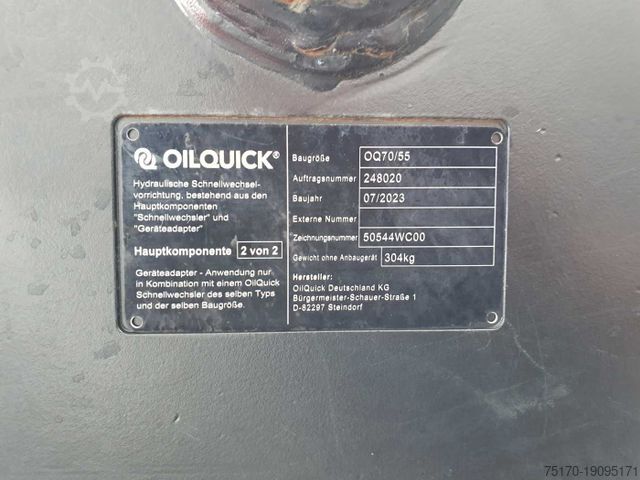 OILQUICK®
Hydraulische Schnellwechsel-
vorrichtung, bestehend aus den
Hauptkomponenten
"Schnellwechsler" und
"Geräteadapter"
Hauptkomponente 2 von 2
Geräteadapter - Anwendung nur
in Kombination mit einem OilQuick
Schnellwechsler des selben Typs
und der selben Baugröße.
Baugröße OQ70/55
Auftragsnummer 248020
Baujahr 07/2023
Externe Nummer
Zeichnungsnummer 50544WC00
Gewicht ohne Anbaugerät 304kg
Hersteller:
OilQuick Deutschland KG
Bürgermeister-Schauer-Straße 1
D-82297 Steindorf
75170-19095171